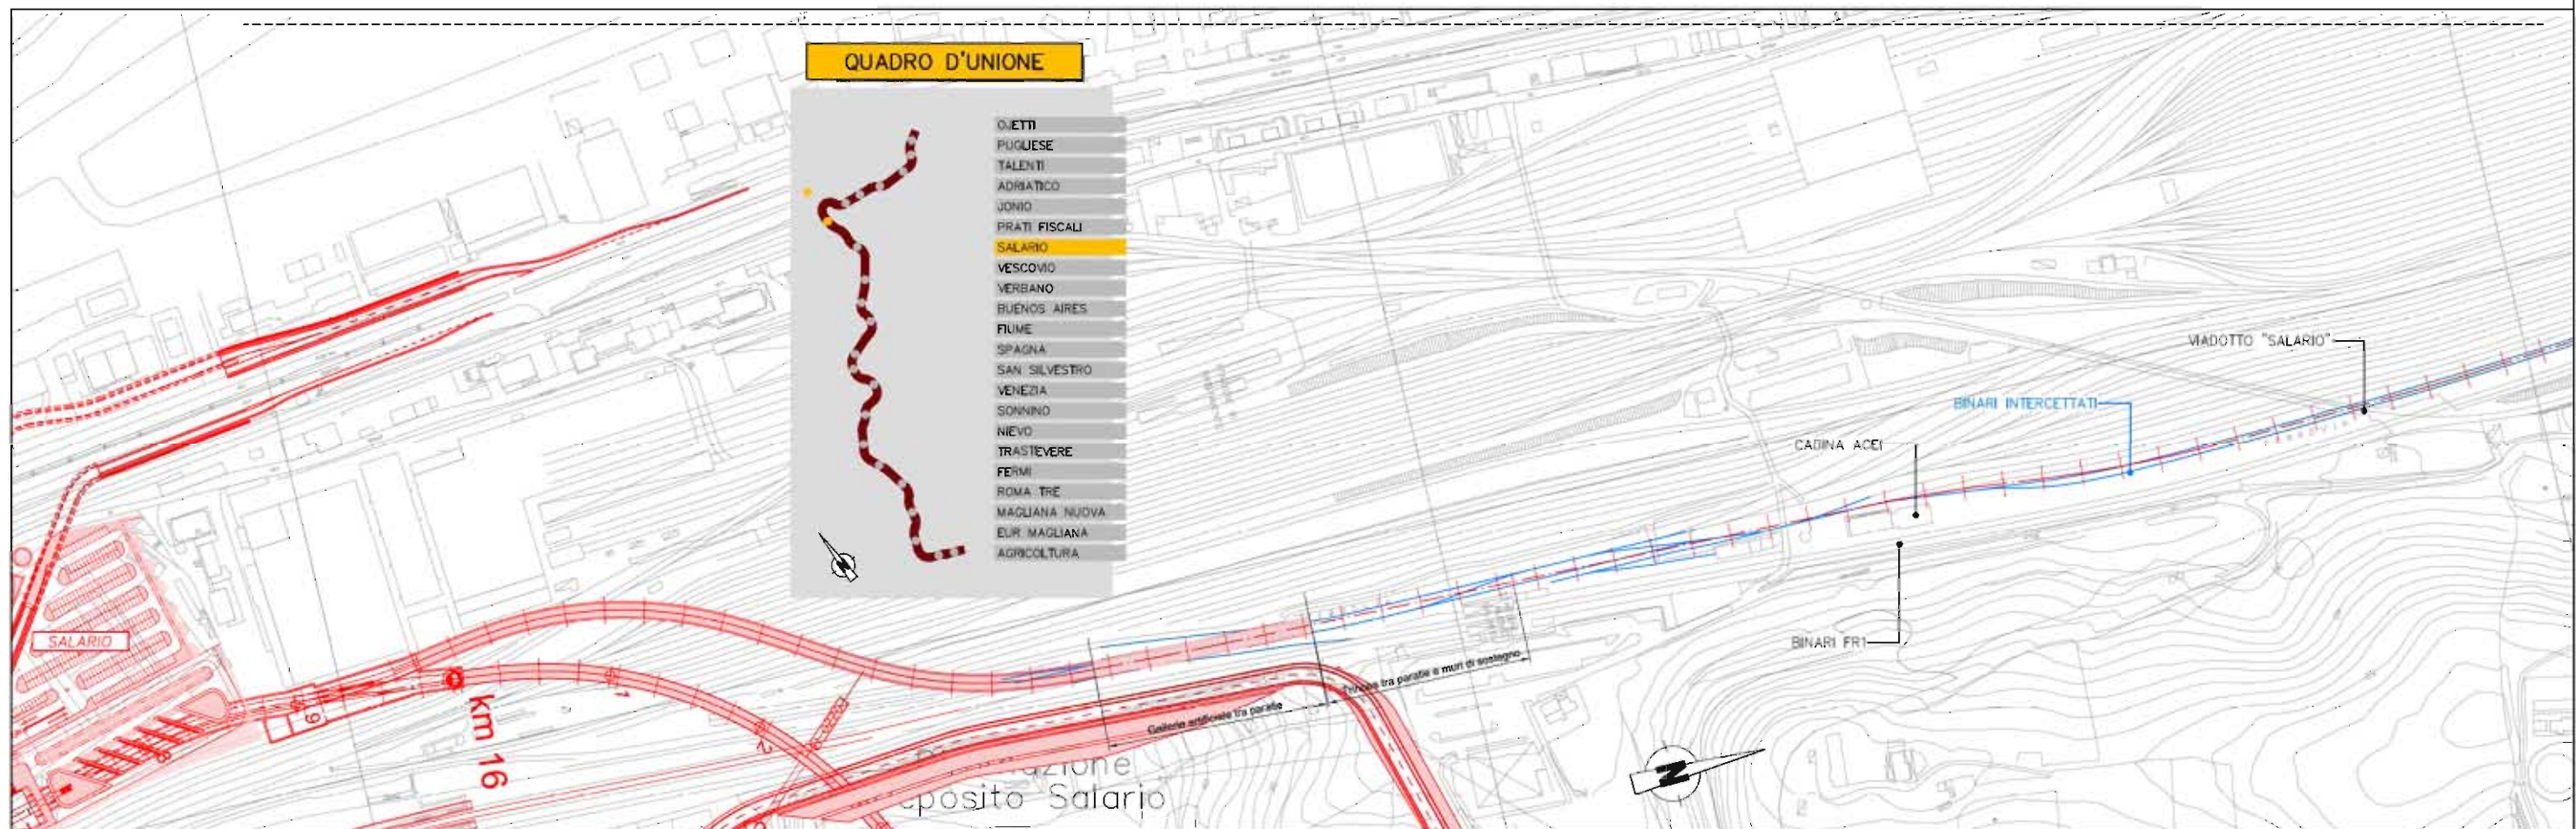 QUADRO D'UNIONE
OJETTI
PUGLIESE
TALENTI
ADRIATICO
JONIO
PRATI FISCALI
SALARIO
VESCOVIO
VERBANO
BUENOS AIRES
FIUME
SPAGNA
SAN SILVESTRO
VENEZIA
SONNINO
NIEVO
TRASTEVERE
FERMI
ROMA TRE
MAGLIANA NUOVA
EUR MAGLIANA
AGRICOLTURA
N
VIADOTTO "SALARIO"
BINARI INTERCETTATI
CABINA ACEI
BINARI FR1
SALARIO
km 16
Galleria artificiale tra paratie
Trincea tra paratie e muri di sostegno
Salario
N